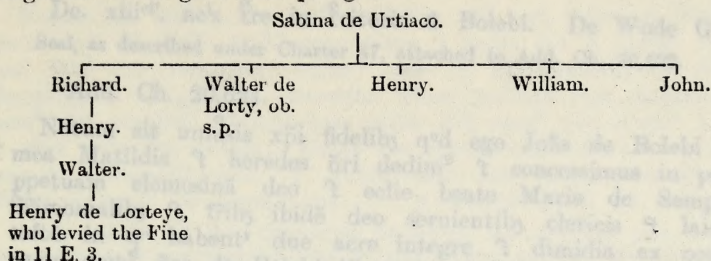 Sabina de Urtiaco.
Richard. Walter de Henry. William. John.
Lorty, ob.
Henry. s.p.
Walter.
Henry de Lorteye,
who levied the Fine
in 11 E. 3.